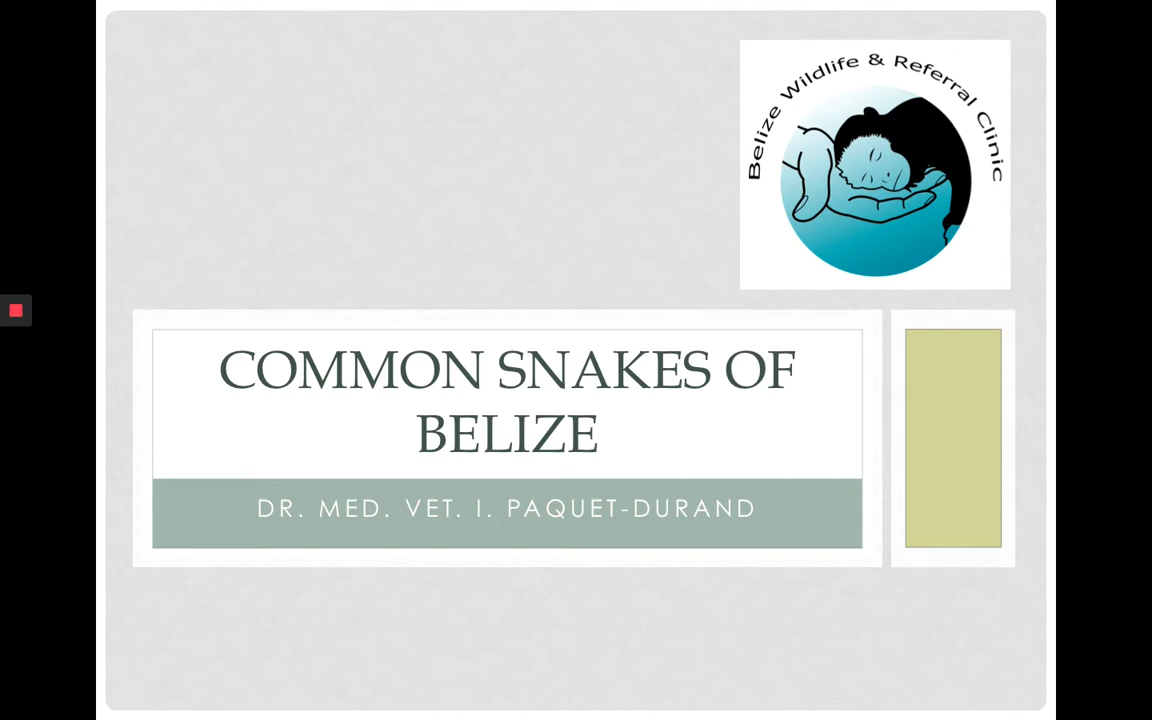 Belize Wildlife & Referral Clinic
COMMON SNAKES OF
BELIZE
DR. MED. VET. I. PAQUET-DURAND